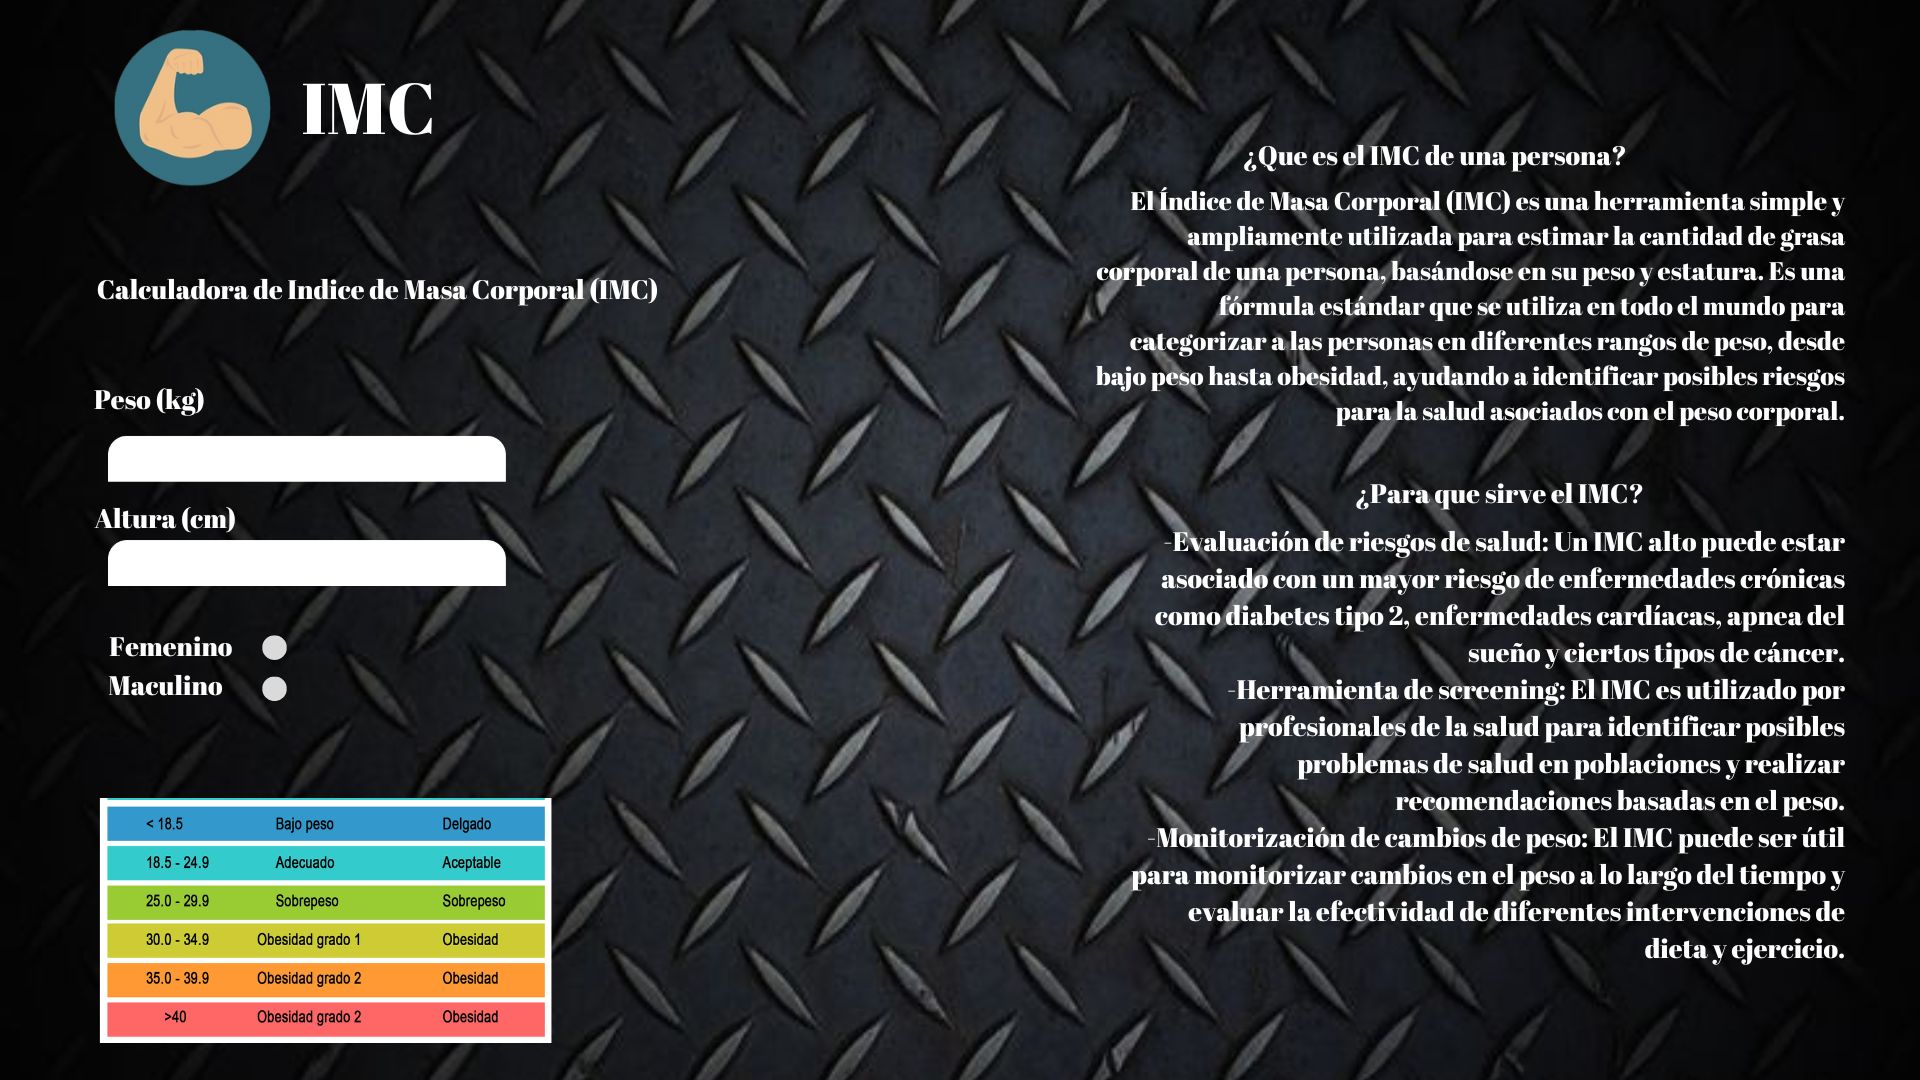 IMC
Calculadora de Indice de Masa Corporal (IMC)
Peso (kg)
Altura (cm)
Femenino
Maculino
< 18.5 Bajo peso Delgado
18.5 - 24.9 Adecuado Aceptable
25.0 - 29.9 Sobrepeso Sobrepeso
30.0 - 34.9 Obesidad grado 1 Obesidad
35.0 - 39.9 Obesidad grado 2 Obesidad
>40 Obesidad grado 2 Obesidad
¿Que es el IMC de una persona?
El Índice de Masa Corporal (IMC) es una herramienta simple y
ampliamente utilizada para estimar la cantidad de grasa
corporal de una persona, basándose en su peso y estatura. Es una
fórmula estándar que se utiliza en todo el mundo para
categorizar a las personas en diferentes rangos de peso, desde
bajo peso hasta obesidad, ayudando a identificar posibles riesgos
para la salud asociados con el peso corporal.
¿Para que sirve el IMC?
-Evaluación de riesgos de salud: Un IMC alto puede estar
asociado con un mayor riesgo de enfermedades crónicas
como diabetes tipo 2, enfermedades cardíacas, apnea del
sueño y ciertos tipos de cáncer.
-Herramienta de screening: El IMC es utilizado por
profesionales de la salud para identificar posibles
problemas de salud en poblaciones y realizar
recomendaciones basadas en el peso.
-Monitorización de cambios de peso: El IMC puede ser útil
para monitorizar cambios en el peso a lo largo del tiempo y
evaluar la efectividad de diferentes intervenciones de
dieta y ejercicio.